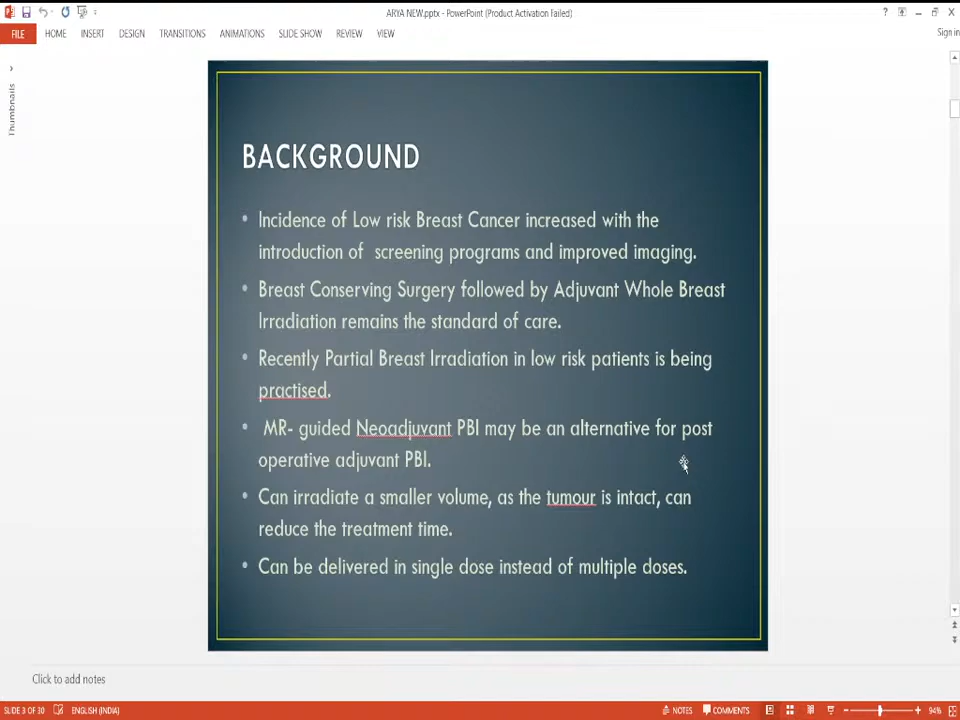 ARYA NEW.pptx - PowerPoint (Product Activation Failed)
?
Sign in
FILE HOME INSERT DESIGN TRANSITIONS ANIMATIONS SLIDE SHOW REVIEW VIEW
Thumbnails
BACKGROUND
• Incidence of Low risk Breast Cancer increased with the
introduction of screening programs and improved imaging.
• Breast Conserving Surgery followed by Adjuvant Whole Breast
Irradiation remains the standard of care.
• Recently Partial Breast Irradiation in low risk patients is being
practised.
• MR- guided Neoadjuvant PBI may be an alternative for post
operative adjuvant PBI.
• Can irradiate a smaller volume, as the tumour is intact, can
reduce the treatment time.
• Can be delivered in single dose instead of multiple doses.
Click to add notes
SLIDE 3 OF 30 ENGLISH (INDIA) NOTES COMMENTS 94%